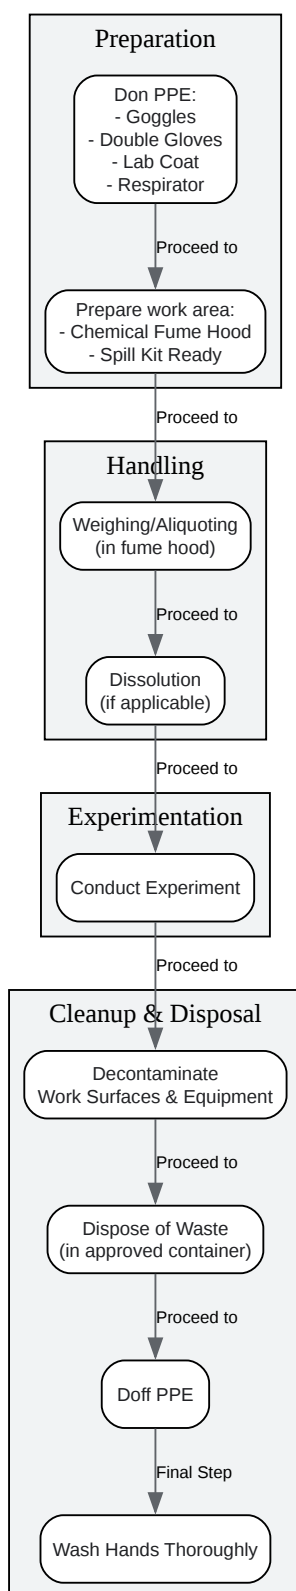 Preparation
Don PPE:
- Goggles
- Double Gloves
- Lab Coat
- Respirator
Proceed to
Prepare work area:
- Chemical Fume Hood
- Spill Kit Ready
Proceed to
Handling
Weighing/Aliquoting
(in fume hood)
Proceed to
Dissolution
(if applicable)
Proceed to
Experimentation
Conduct Experiment
Proceed to
Cleanup & Disposal
Decontaminate
Work Surfaces & Equipment
Proceed to
Dispose of Waste
(in approved container)
Proceed to
Doff PPE
Final Step
Wash Hands Thoroughly